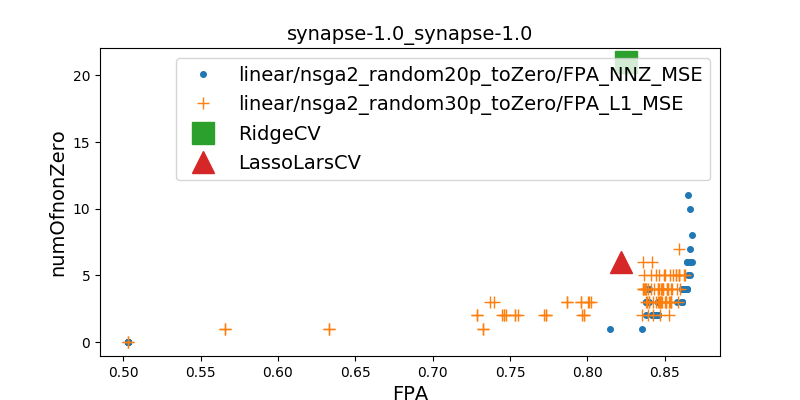 synapse-1.0_synapse-1.0
numOfnonZero
20
15
10
5
0
linear/nsga2_random20p_toZero/FPA_NNZ_MSE
linear/nsga2_random30p_toZero/FPA_L1_MSE
RidgeCV
LassoLarsCV
0.50 0.55 0.60 0.65 0.70 0.75 0.80 0.85
FPA